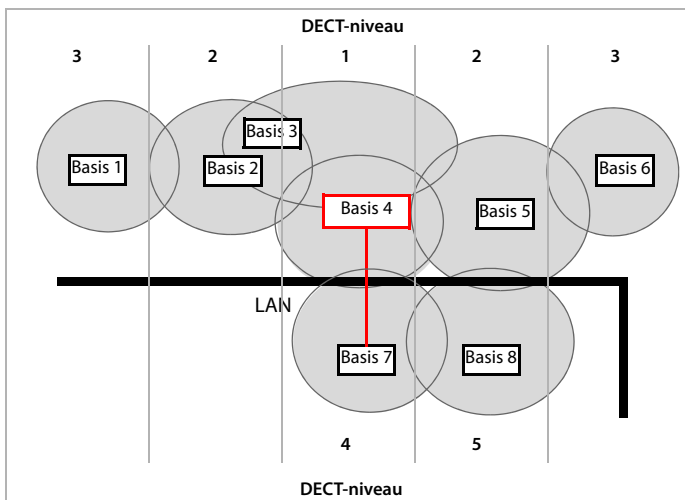 DECT-niveau
3 2 1 2 3
Basis 3
Basis 1 Basis 2 Basis 6
Basis 4 Basis 5
LAN
Basis 7 Basis 8
4 5
DECT-niveau